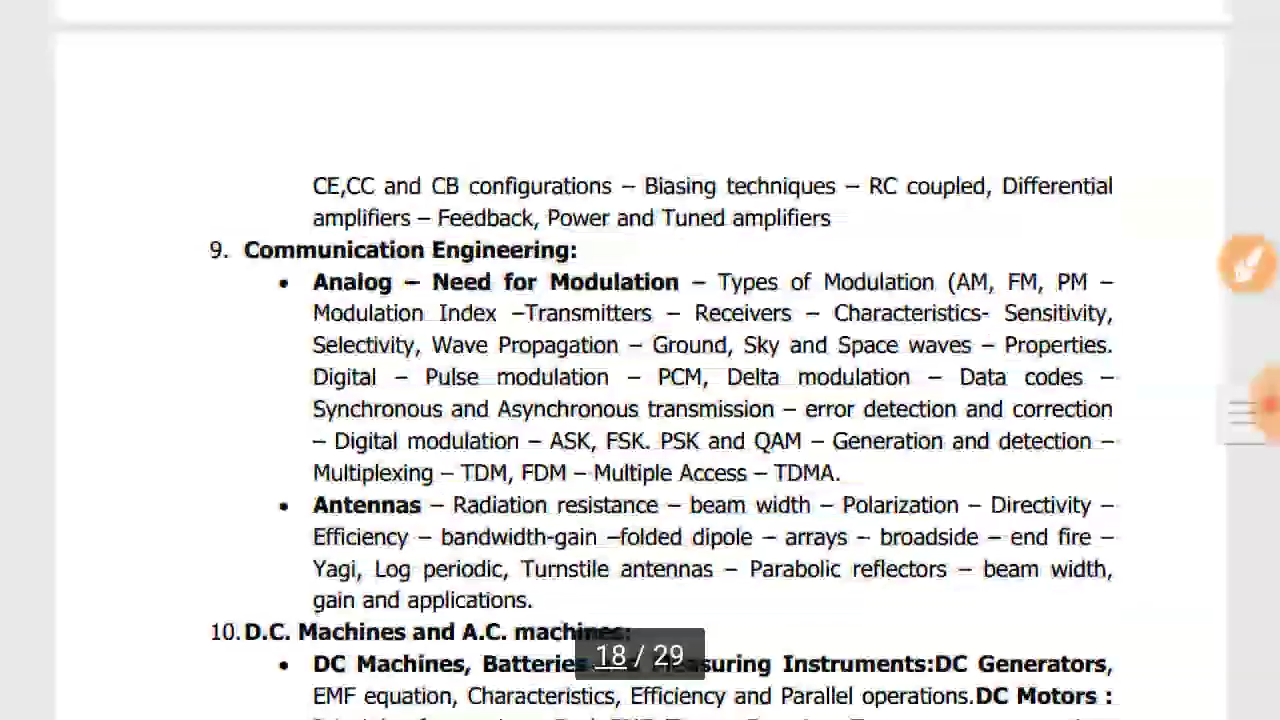 CE,CC and CB configurations – Biasing techniques – RC coupled, Differential
amplifiers – Feedback, Power and Tuned amplifiers
9. Communication Engineering:
• Analog – Need for Modulation – Types of Modulation (AM, FM, PM –
Modulation Index –Transmitters – Receivers – Characteristics- Sensitivity,
Selectivity, Wave Propagation – Ground, Sky and Space waves – Properties.
Digital – Pulse modulation – PCM, Delta modulation – Data codes –
Synchronous and Asynchronous transmission – error detection and correction
– Digital modulation – ASK, FSK. PSK and QAM – Generation and detection –
Multiplexing – TDM, FDM – Multiple Access – TDMA.
• Antennas – Radiation resistance – beam width – Polarization – Directivity –
Efficiency – bandwidth-gain –folded dipole – arrays – broadside – end fire –
Yagi, Log periodic, Turnstile antennas – Parabolic reflectors – beam width,
gain and applications.
10. D.C. Machines and A.C. machines:
18 / 29
• DC Machines, Batteries Measuring Instruments:DC Generators,
EMF equation, Characteristics, Efficiency and Parallel operations.DC Motors :